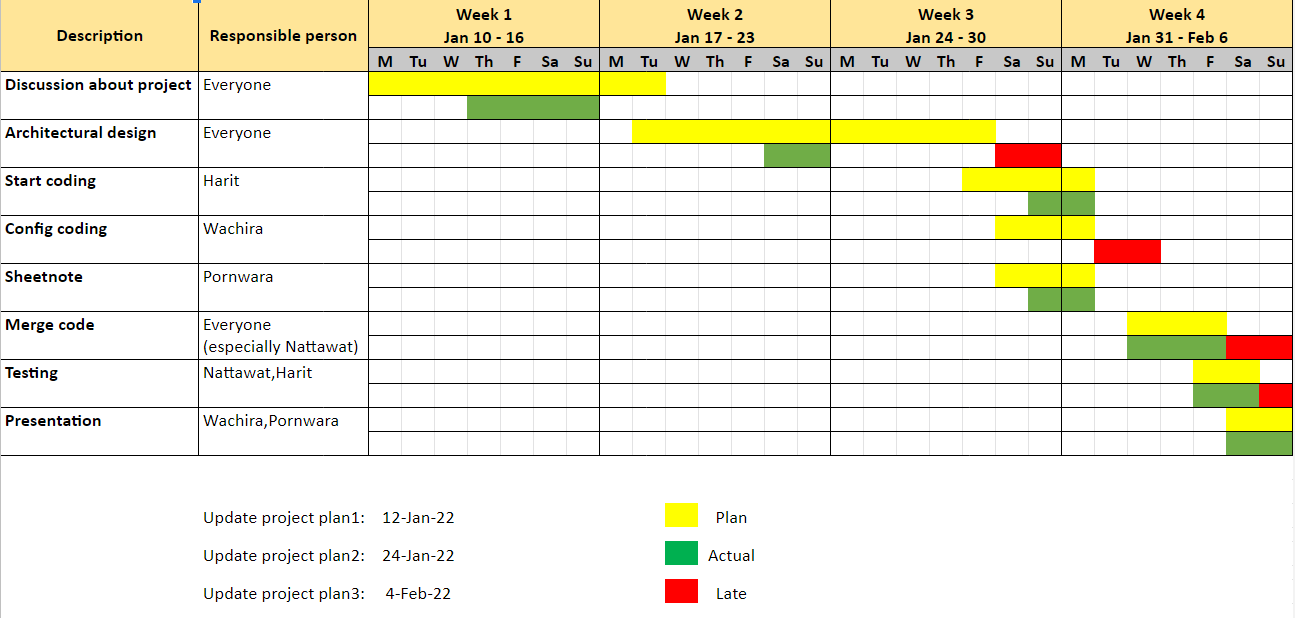 Description Responsible person Week 1 Week 2 Week 3 Week 4
Jan 10 - 16 Jan 17 - 23 Jan 24 - 30 Jan 31 - Feb 6
M Tu W Th F Sa Su M Tu W Th F Sa Su M Tu W Th F Sa Su M Tu W Th F Sa Su
Discussion about project Everyone
Architectural design Everyone
Start coding Harit
Config coding Wachira
Sheetnote Pornwara
Merge code Everyone
(especially Nattawat)
Testing Nattawat,Harit
Presentation Wachira,Pornwara
Update project plan1: 12-Jan-22 Plan
Update project plan2: 24-Jan-22 Actual
Update project plan3: 4-Feb-22 Late